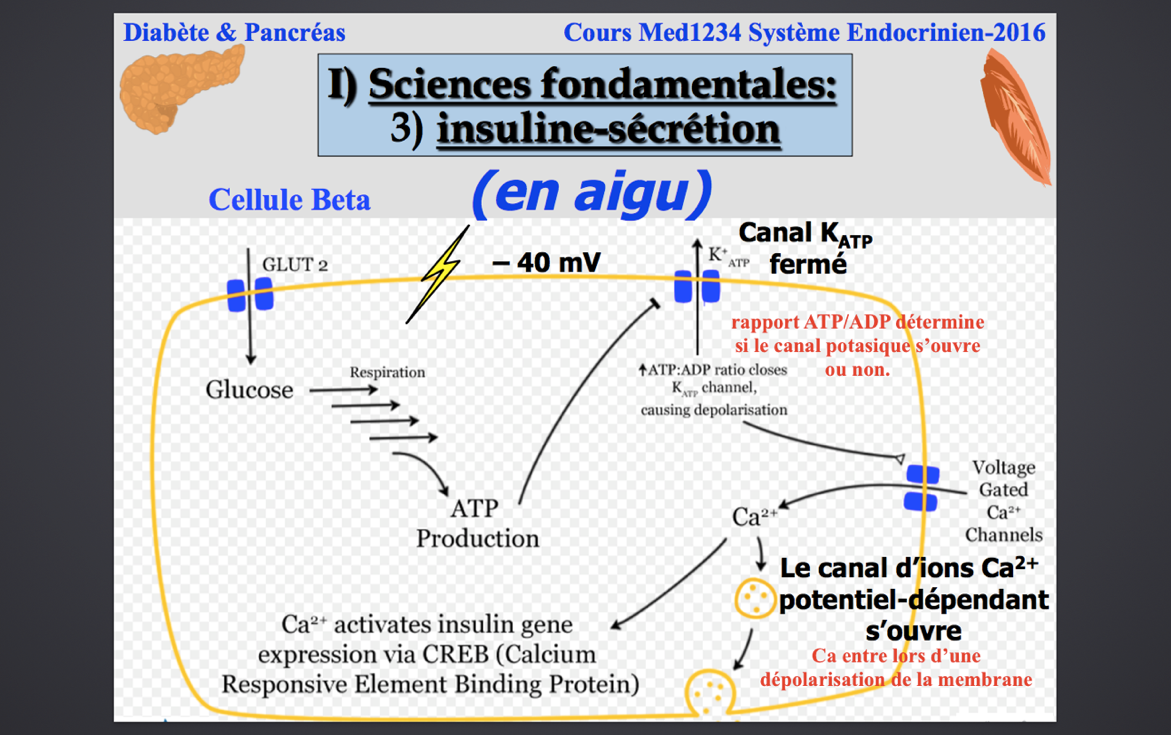 Diabète & Pancréas
Cours Med1234 Système Endocrinien-2016
I) Sciences fondamentales:
3) insuline-sécrétion
(en aigu)
Cellule Beta
GLUT 2
– 40 mV
K⁺ATP
Canal KATP
fermé
rapport ATP/ADP détermine
si le canal potasique s’ouvre
ou non.
Glucose
Respiration
↑ATP:ADP ratio closes
KATP channel,
causing depolarisation
ATP
Production
Voltage
Gated
Ca²⁺
Channels
Ca²⁺
Le canal d’ions Ca²⁺
potentiel-dépendant
s’ouvre
Ca entre lors d’une
dépolarisation de la membrane
Ca²⁺ activates insulin gene
expression via CREB (Calcium
Responsive Element Binding Protein)